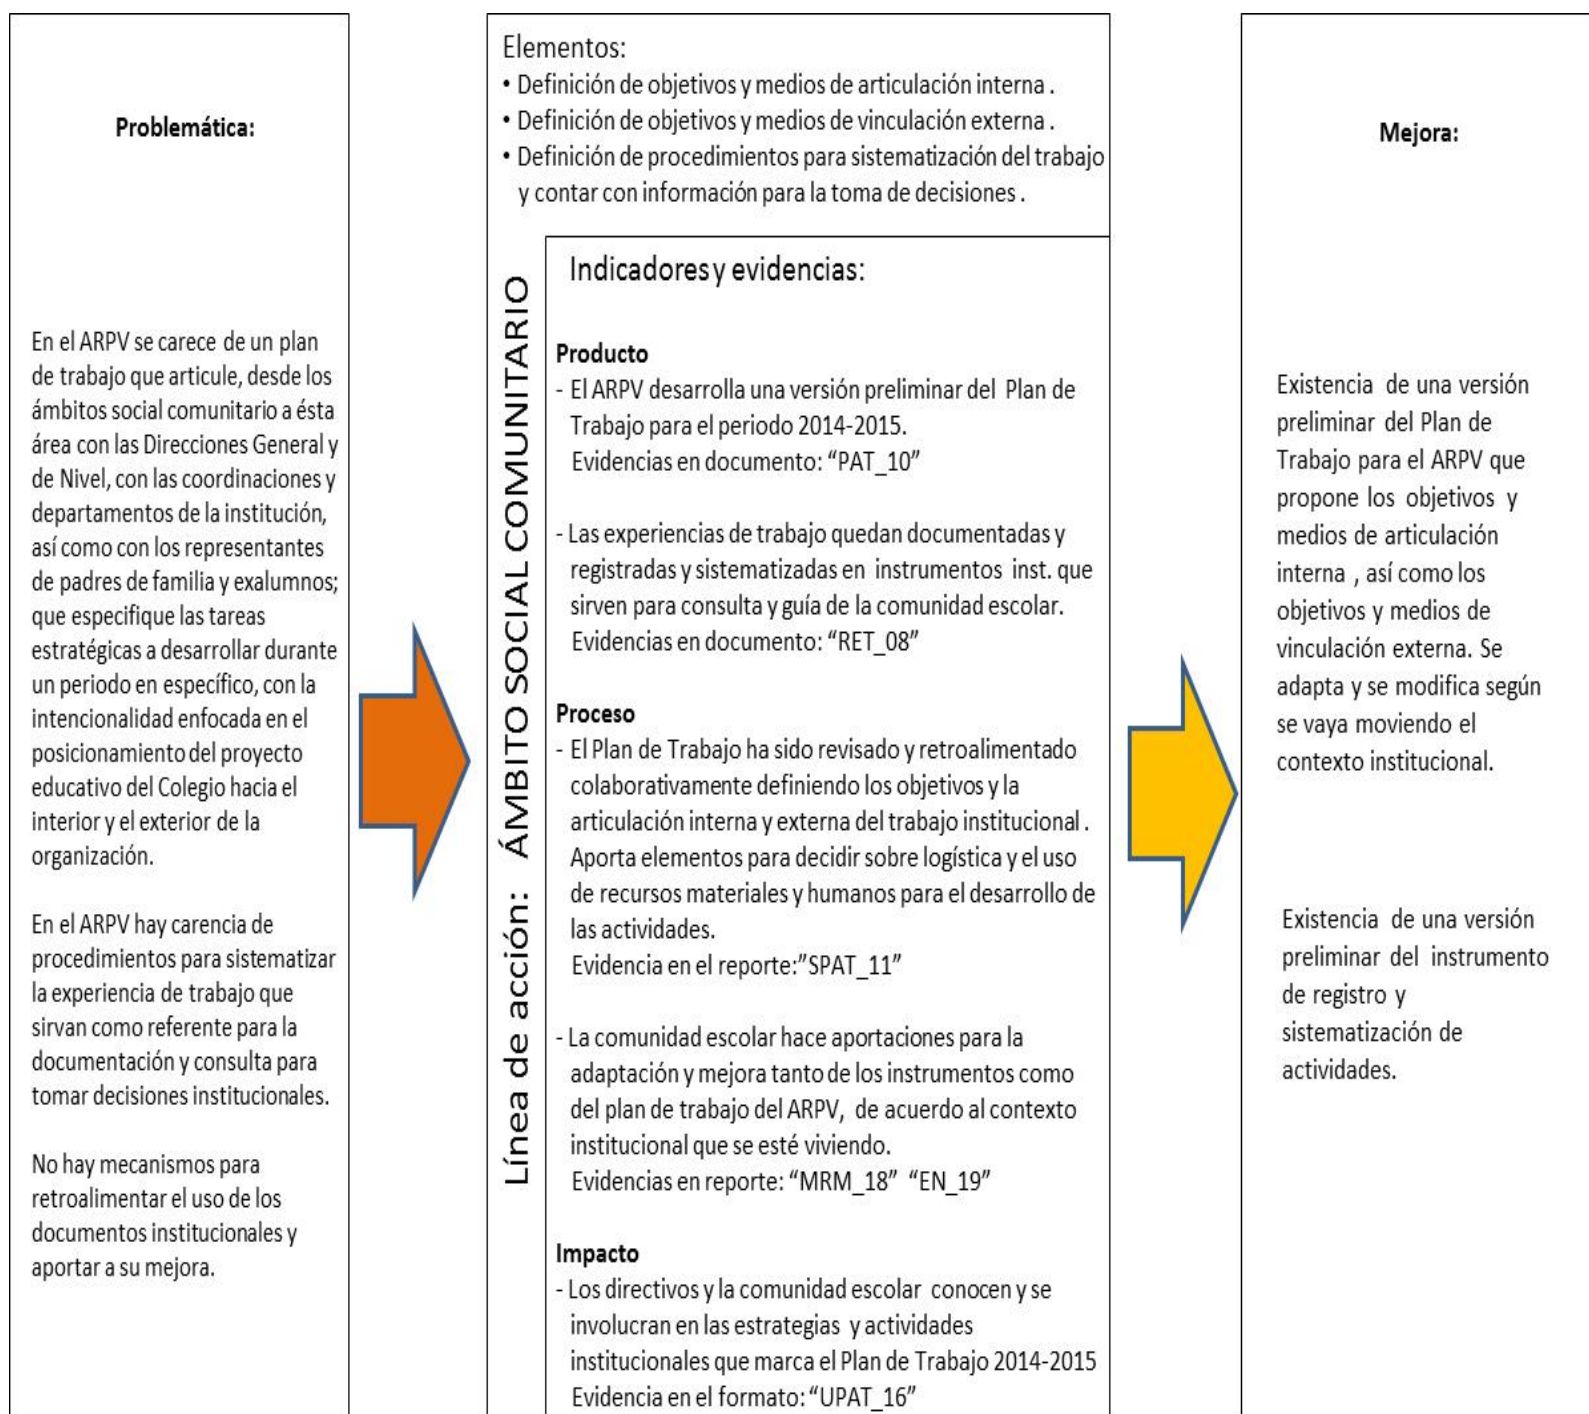 Problemática:
En el ARPV se carece de un plan
de trabajo que articule, desde los
ámbitos social comunitario a ésta
área con las Direcciones General y
de Nivel, con las coordinaciones y
departamentos de la institución,
así como con los representantes
de padres de familia y exalumnos;
que especifique las tareas
estratégicas a desarrollar durante
un periodo en específico, con la
intencionalidad enfocada en el
posicionamiento del proyecto
educativo del Colegio hacia el
interior y el exterior de la
organización.
En el ARPV hay carencia de
procedimientos para sistematizar
la experiencia de trabajo que
sirvan como referente para la
documentación y consulta para
tomar decisiones institucionales.
No hay mecanismos para
retroalimentar el uso de los
documentos institucionales y
aportar a su mejora.
Elementos:
• Definición de objetivos y medios de articulación interna .
• Definición de objetivos y medios de vinculación externa .
• Definición de procedimientos para sistematización del trabajo
y contar con información para la toma de decisiones .
Línea de acción: ÁMBITO SOCIAL COMUNITARIO
Indicadores y evidencias:
Producto
- El ARPV desarrolla una versión preliminar del Plan de
Trabajo para el periodo 2014-2015.
Evidencias en documento: “PAT_10”
- Las experiencias de trabajo quedan documentadas y
registradas y sistematizadas en instrumentos inst. que
sirven para consulta y guía de la comunidad escolar.
Evidencias en documento: “RET_08”
Proceso
- El Plan de Trabajo ha sido revisado y retroalimentado
colaborativamente definiendo los objetivos y la
articulación interna y externa del trabajo institucional .
Aporta elementos para decidir sobre logística y el uso
de recursos materiales y humanos para el desarrollo de
las actividades.
Evidencia en el reporte:”SPAT_11”
- La comunidad escolar hace aportaciones para la
adaptación y mejora tanto de los instrumentos como
del plan de trabajo del ARPV, de acuerdo al contexto
institucional que se esté viviendo.
Evidencias en reporte: “MRM_18” “EN_19”
Impacto
- Los directivos y la comunidad escolar conocen y se
involucran en las estrategias y actividades
institucionales que marca el Plan de Trabajo 2014-2015
Evidencia en el formato: “UPAT_16”
Mejora:
Existencia de una versión
preliminar del Plan de
Trabajo para el ARPV que
propone los objetivos y
medios de articulación
interna , así como los
objetivos y medios de
vinculación externa. Se
adapta y se modifica según
se vaya moviendo el
contexto institucional.
Existencia de una versión
preliminar del instrumento
de registro y
sistematización de
actividades.